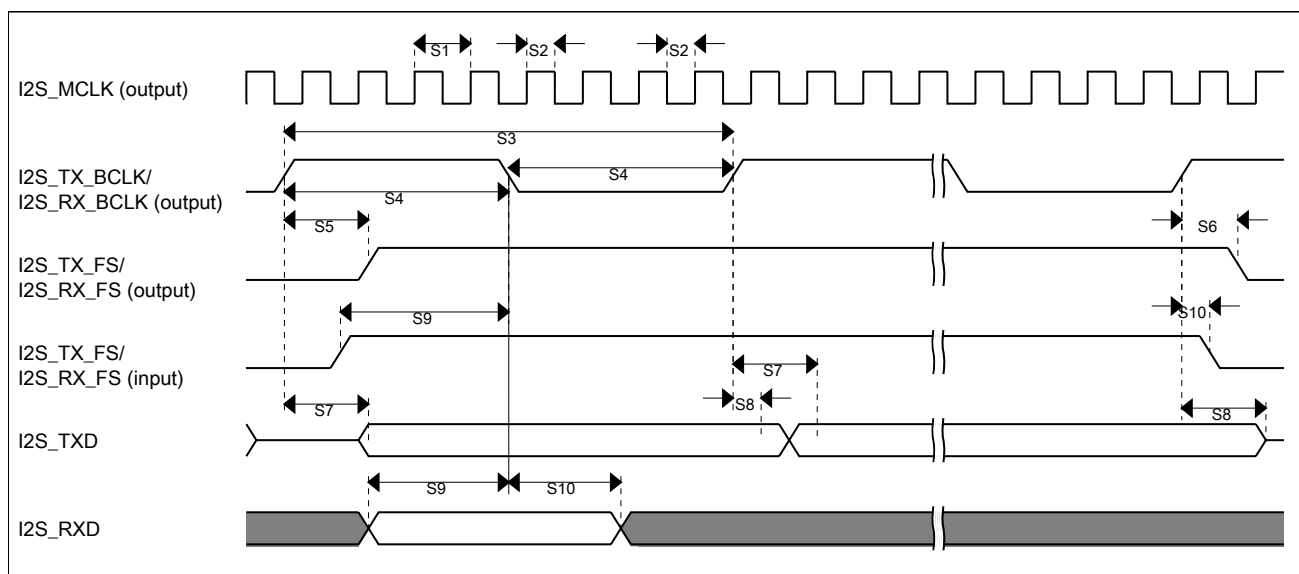 S1
S2
S2
I2S_MCLK (output)
S3
I2S_TX_BCLK/
I2S_RX_BCLK (output)
S4
S4
S5
S6
I2S_TX_FS/
I2S_RX_FS (output)
S9
S10
I2S_TX_FS/
I2S_RX_FS (input)
S7
S7
S8
S8
I2S_TXD
S9
S10
I2S_RXD